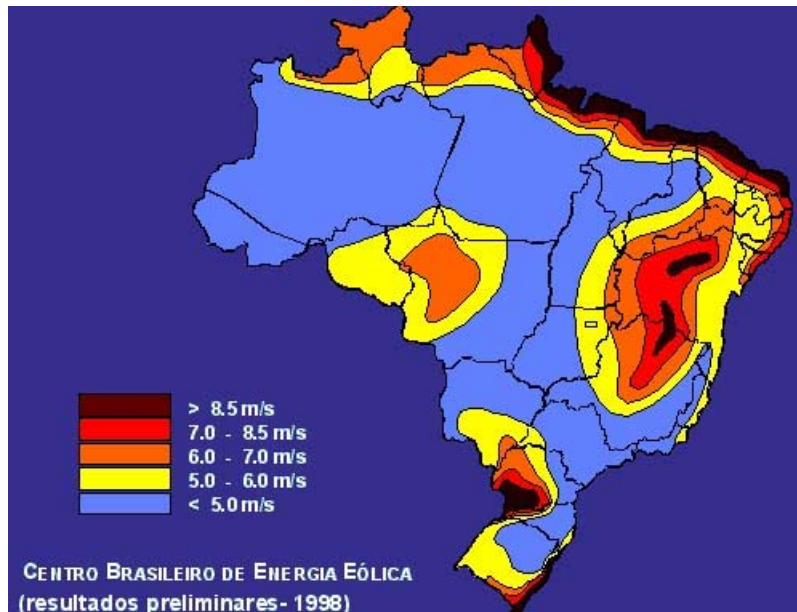 > 8.5 m/s
7.0 - 8.5 m/s
6.0 - 7.0 m/s
5.0 - 6.0 m/s
< 5.0 m/s
CENTRO BRASILEIRO DE ENERGIA EÓLICA
(resultados preliminares- 1998)